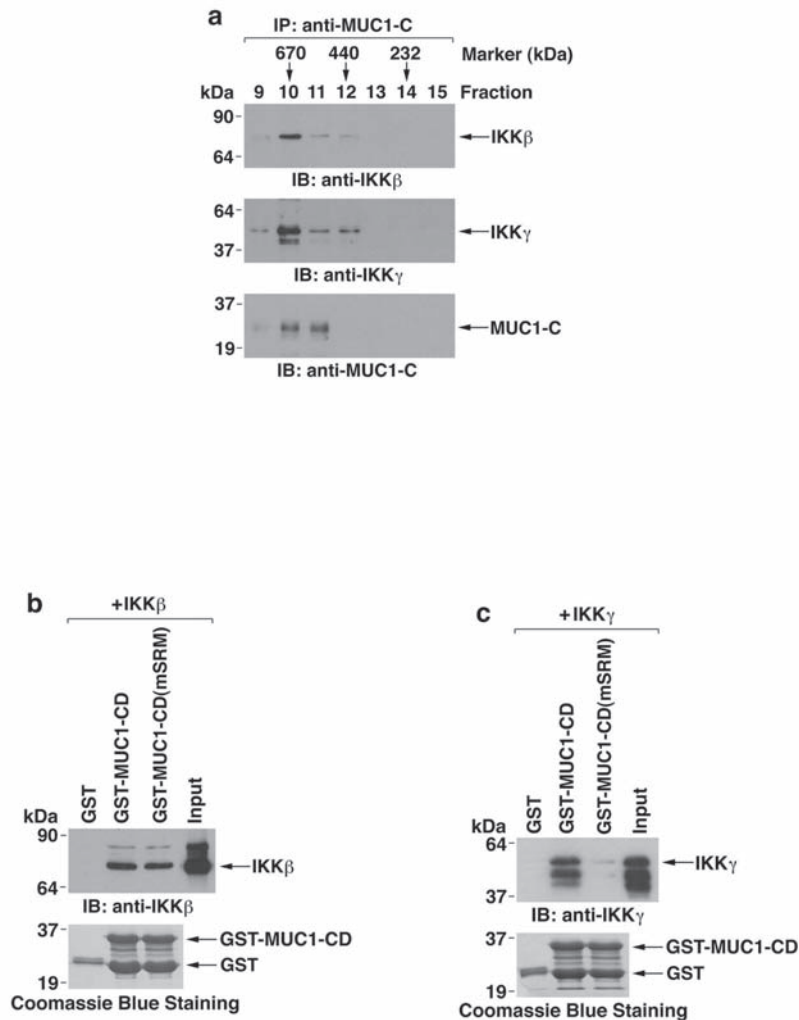 a
IP: anti-MUC1-C
670 440 232 Marker (kDa)
kDa 9 10 11 12 13 14 15 Fraction
90
64
IKKβ
IB: anti-IKKβ
64
37
IKKγ
IB: anti-IKKγ
37
19
MUC1-C
IB: anti-MUC1-C
b
+IKKβ
GST
GST-MUC1-CD
GST-MUC1-CD(mSRM)
Input
kDa
90
64
IKKβ
IB: anti-IKKβ
37
19
GST-MUC1-CD
GST
Coomassie Blue Staining
c
+IKKγ
GST
GST-MUC1-CD
GST-MUC1-CD(mSRM)
Input
kDa
64
37
IKKγ
IB: anti-IKKγ
37
19
GST-MUC1-CD
GST
Coomassie Blue Staining